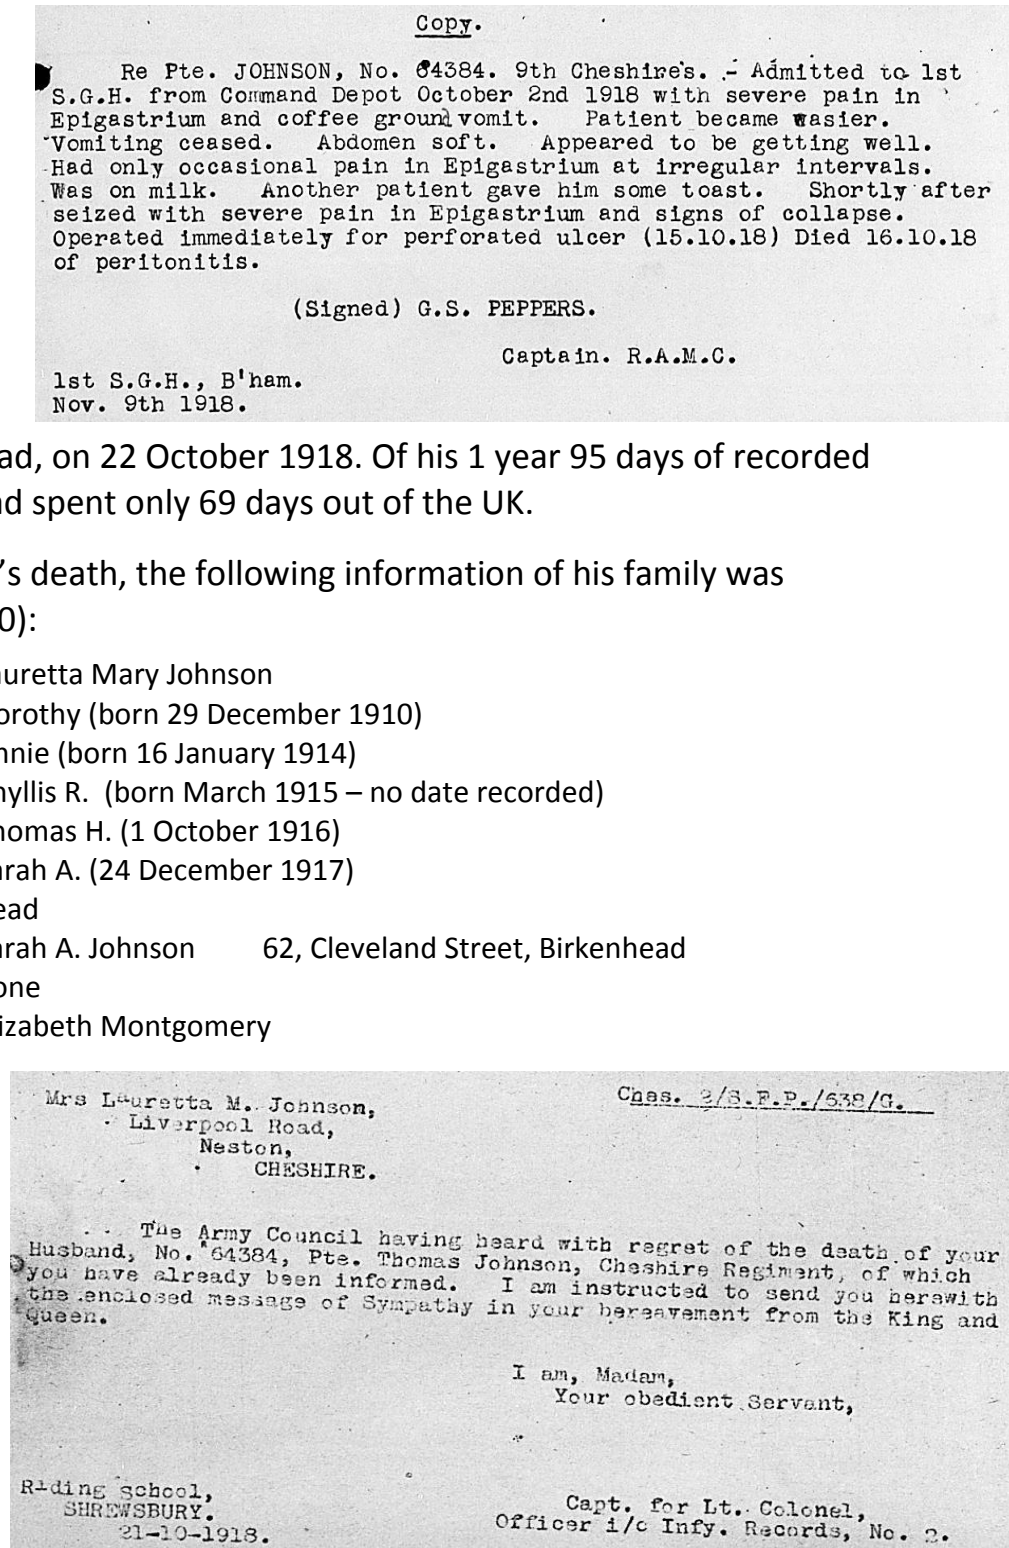 Copy.
Re Pte. JOHNSON, No. 64384. 9th Cheshire's. - Admitted to 1st
S.G.H. from Command Depot October 2nd 1918 with severe pain in
Epigastrium and coffee ground vomit. Patient became wasier.
Vomiting ceased. Abdomen soft. Appeared to be getting well.
Had only occasional pain in Epigastrium at irregular intervals.
Was on milk. Another patient gave him some toast. Shortly after
seized with severe pain in Epigastrium and signs of collapse.
Operated immediately for perforated ulcer (15.10.18) Died 16.10.18
of peritonitis.
(Signed) G.S. PEPPERS.
Captain. R.A.M.C.
1st S.G.H., B'ham.
Nov. 9th 1918.
ad, on 22 October 1918. Of his 1 year 95 days of recorded
nd spent only 69 days out of the UK.
's death, the following information of his family was
0):
auretta Mary Johnson
orothy (born 29 December 1910)
nnie (born 16 January 1914)
hyllis R. (born March 1915 – no date recorded)
homas H. (1 October 1916)
arah A. (24 December 1917)
ead
arah A. Johnson 62, Cleveland Street, Birkenhead
one
izabeth Montgomery
Mrs Lauretta M. Johnson, Ches. 2/S.F.P./638/G.
Liverpool Road,
Neston,
CHESHIRE.
The Army Council having heard with regret of the death of your
Husband, No. 64384, Pte. Thomas Johnson, Cheshire Regiment, of which
you have already been informed. I am instructed to send you herewith
the enclosed message of Sympathy in your bereavement from the King and
Queen.
I am, Madam,
Your obedient Servant,
Riding School,
SHREWSBURY.
21-10-1918.
Capt. for Lt. Colonel,
Officer i/c Infy. Records, No. 2.